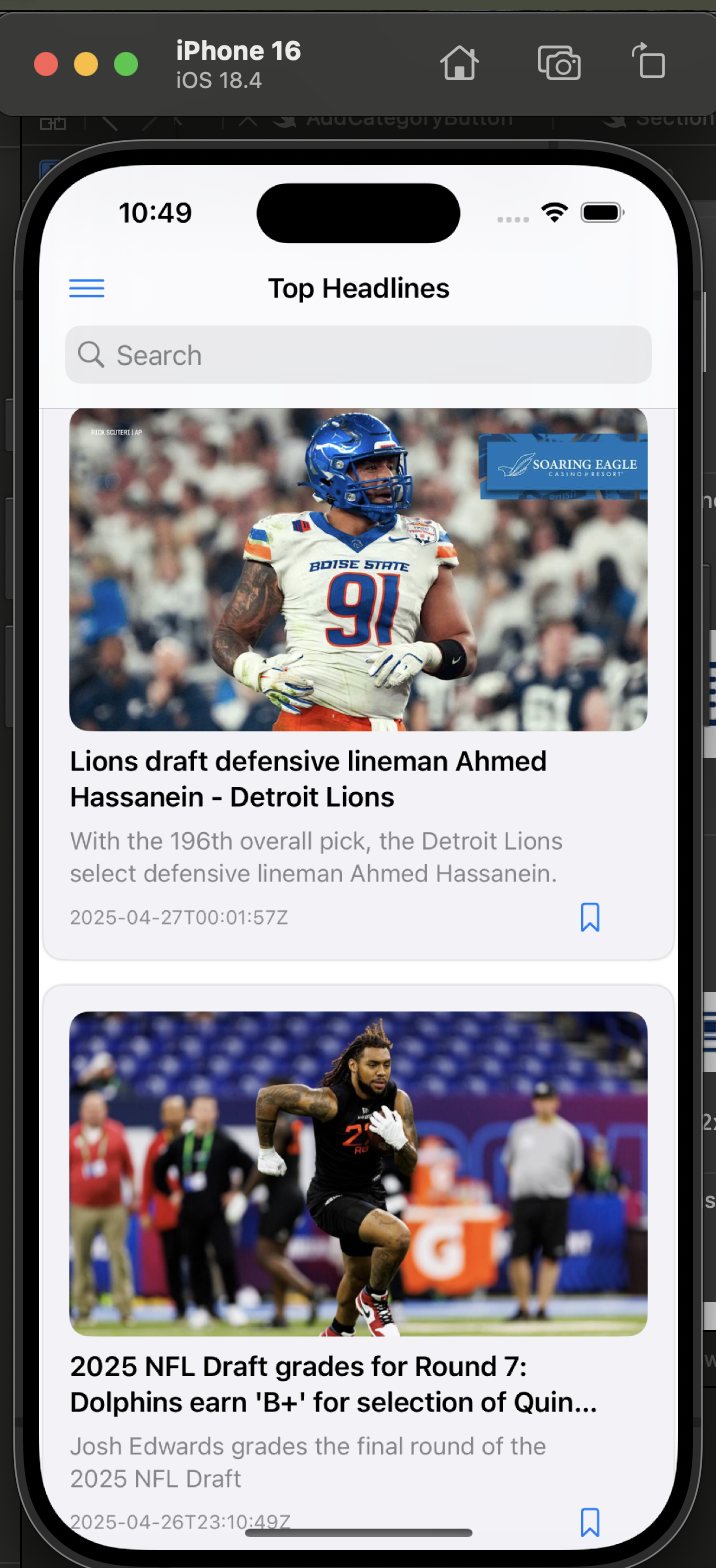 iPhone 16
iOS 18.4
AddCategoryButton
Section
10:49
Top Headlines
Search
RICK SCUTERI | AP
SOARING EAGLE
CASINO & RESORT
BOISE STATE
91
Lions draft defensive lineman Ahmed
Hassanein - Detroit Lions
With the 196th overall pick, the Detroit Lions
select defensive lineman Ahmed Hassanein.
2025-04-27T00:01:57Z
G
2025 NFL Draft grades for Round 7:
Dolphins earn 'B+' for selection of Quin...
Josh Edwards grades the final round of the
2025 NFL Draft
2025-04-26T23:10:49Z